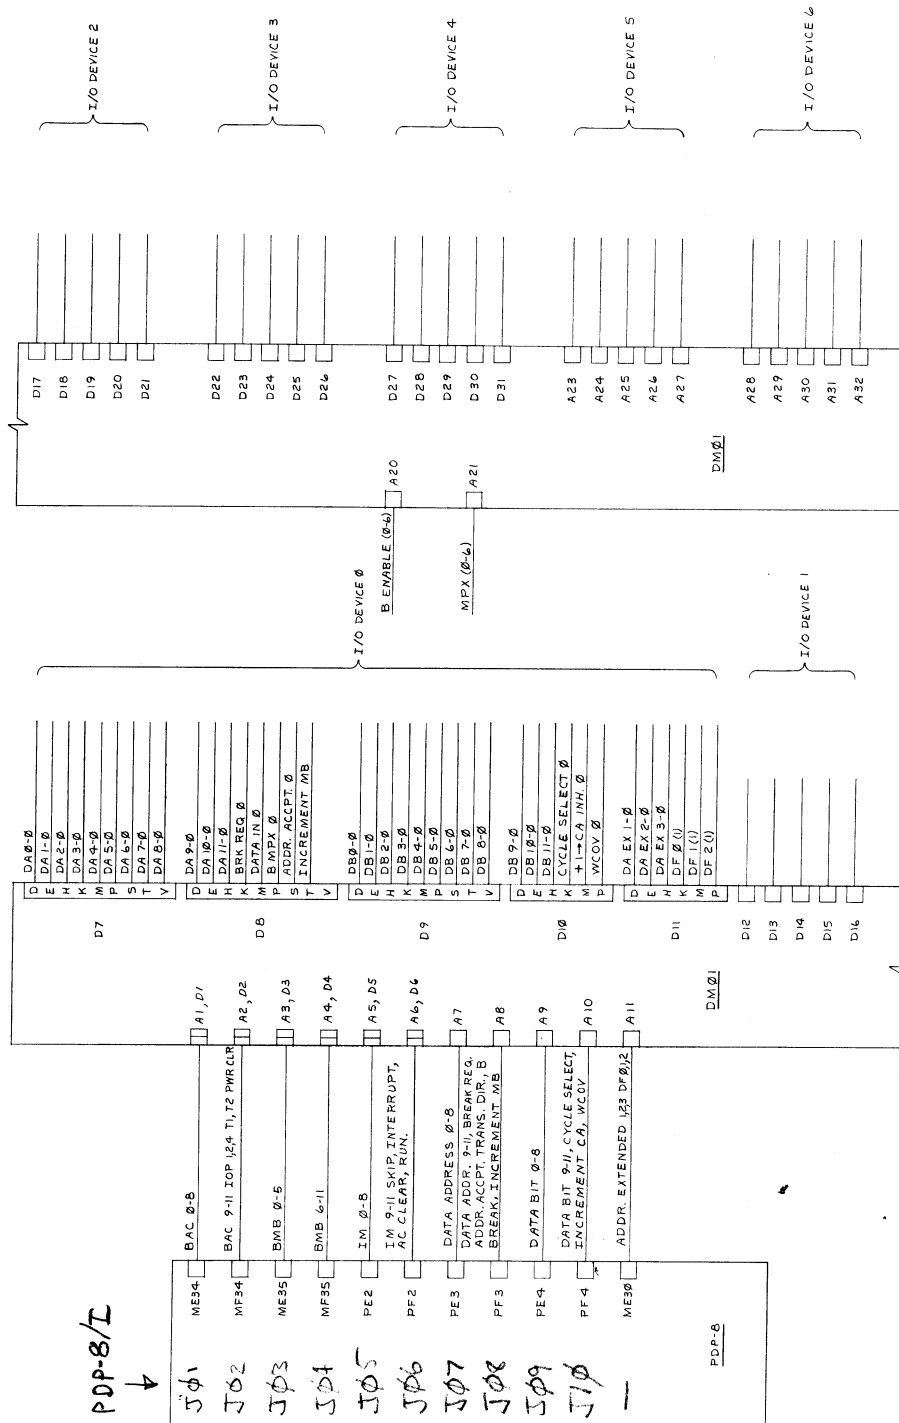 PDP-8/I
↓
JØ1
JØ2
JØ3
JØ4
JØ5
JØ6
JØ7
JØ8
JØ9
J1Ø
—
ME34
MF34
ME35
MF35
PE2
PF2
PE3
PF3
PE4
PF4
ME3Ø
PDP-8
BAC Ø-8
BAC 9-11 IOP 1,2,4 T1, T2 PWR CLR
BMB Ø-5
BMB 6-11
IM Ø-8
IM 9-11 SKIP, INTERRUPT,
AC CLEAR, RUN.
DATA ADDRESS Ø-8
DATA ADDR. 9-11, BREAK REQ.
ADDR. ACCPT. TRANS. DIR., B
BREAK, INCREMENT MB
DATA BIT Ø-8
DATA BIT 9-11, CYCLE SELECT,
INCREMENT CA, WCOV
ADDR. EXTENDED 1,2,3 DFØ,1,2
A1, D1
A2, D2
A3, D3
A4, D4
A5, D5
A6, D6
A7
A8
A9
A10
A11
DMØ1
D7
D DA Ø-Ø
E DA 1-Ø
H DA 2-Ø
K DA 3-Ø
M DA 4-Ø
P DA 5-Ø
S DA 6-Ø
T DA 7-Ø
V DA 8-Ø
D8
D DA 9-Ø
E DA 1Ø-Ø
H DA 11-Ø
K BRK REQ Ø
M DATA IN Ø
P B MPX Ø
S ADDR. ACCPT. Ø
T INCREMENT MB
V
D9
D DBØ-Ø
E DB 1-Ø
H DB 2-Ø
K DB 3-Ø
M DB 4-Ø
P DB 5-Ø
S DB 6-Ø
T DB 7-Ø
V DB 8-Ø
D1Ø
D DB 9-Ø
E DB 1Ø-Ø
H DB 11-Ø
K CYCLE SELECT Ø
M +1→CA INH. Ø
P WCOV Ø
D11
D DA EX 1-Ø
E DA EX 2-Ø
H DA EX 3-Ø
K DF Ø (1)
M DF 1 (1)
P DF 2 (1)
D12
D13
D14
D15
D16
I/O DEVICE Ø
I/O DEVICE 1
B ENABLE (Ø-6)
A20
MPX (Ø-6)
A21
DMØ1
D17
D18
D19
D20
D21
I/O DEVICE 2
D22
D23
D24
D25
D26
I/O DEVICE 3
D27
D28
D29
D30
D31
I/O DEVICE 4
A23
A24
A25
A26
A27
I/O DEVICE 5
A28
A29
A30
A31
A32
I/O DEVICE 6